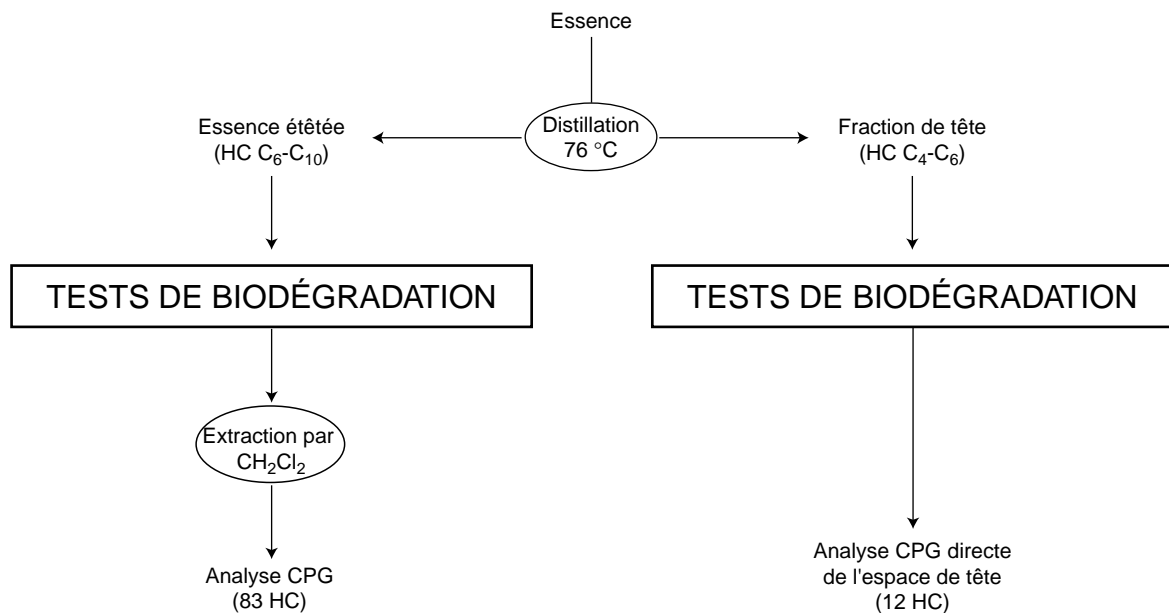 Essence
Distillation
76 °C
Essence étêtée
(HC C₆-C₁₀)
Fraction de tête
(HC C₄-C₆)
TESTS DE BIODÉGRADATION
TESTS DE BIODÉGRADATION
Extraction par
CH₂Cl₂
Analyse CPG
(83 HC)
Analyse CPG directe
de l'espace de tête
(12 HC)